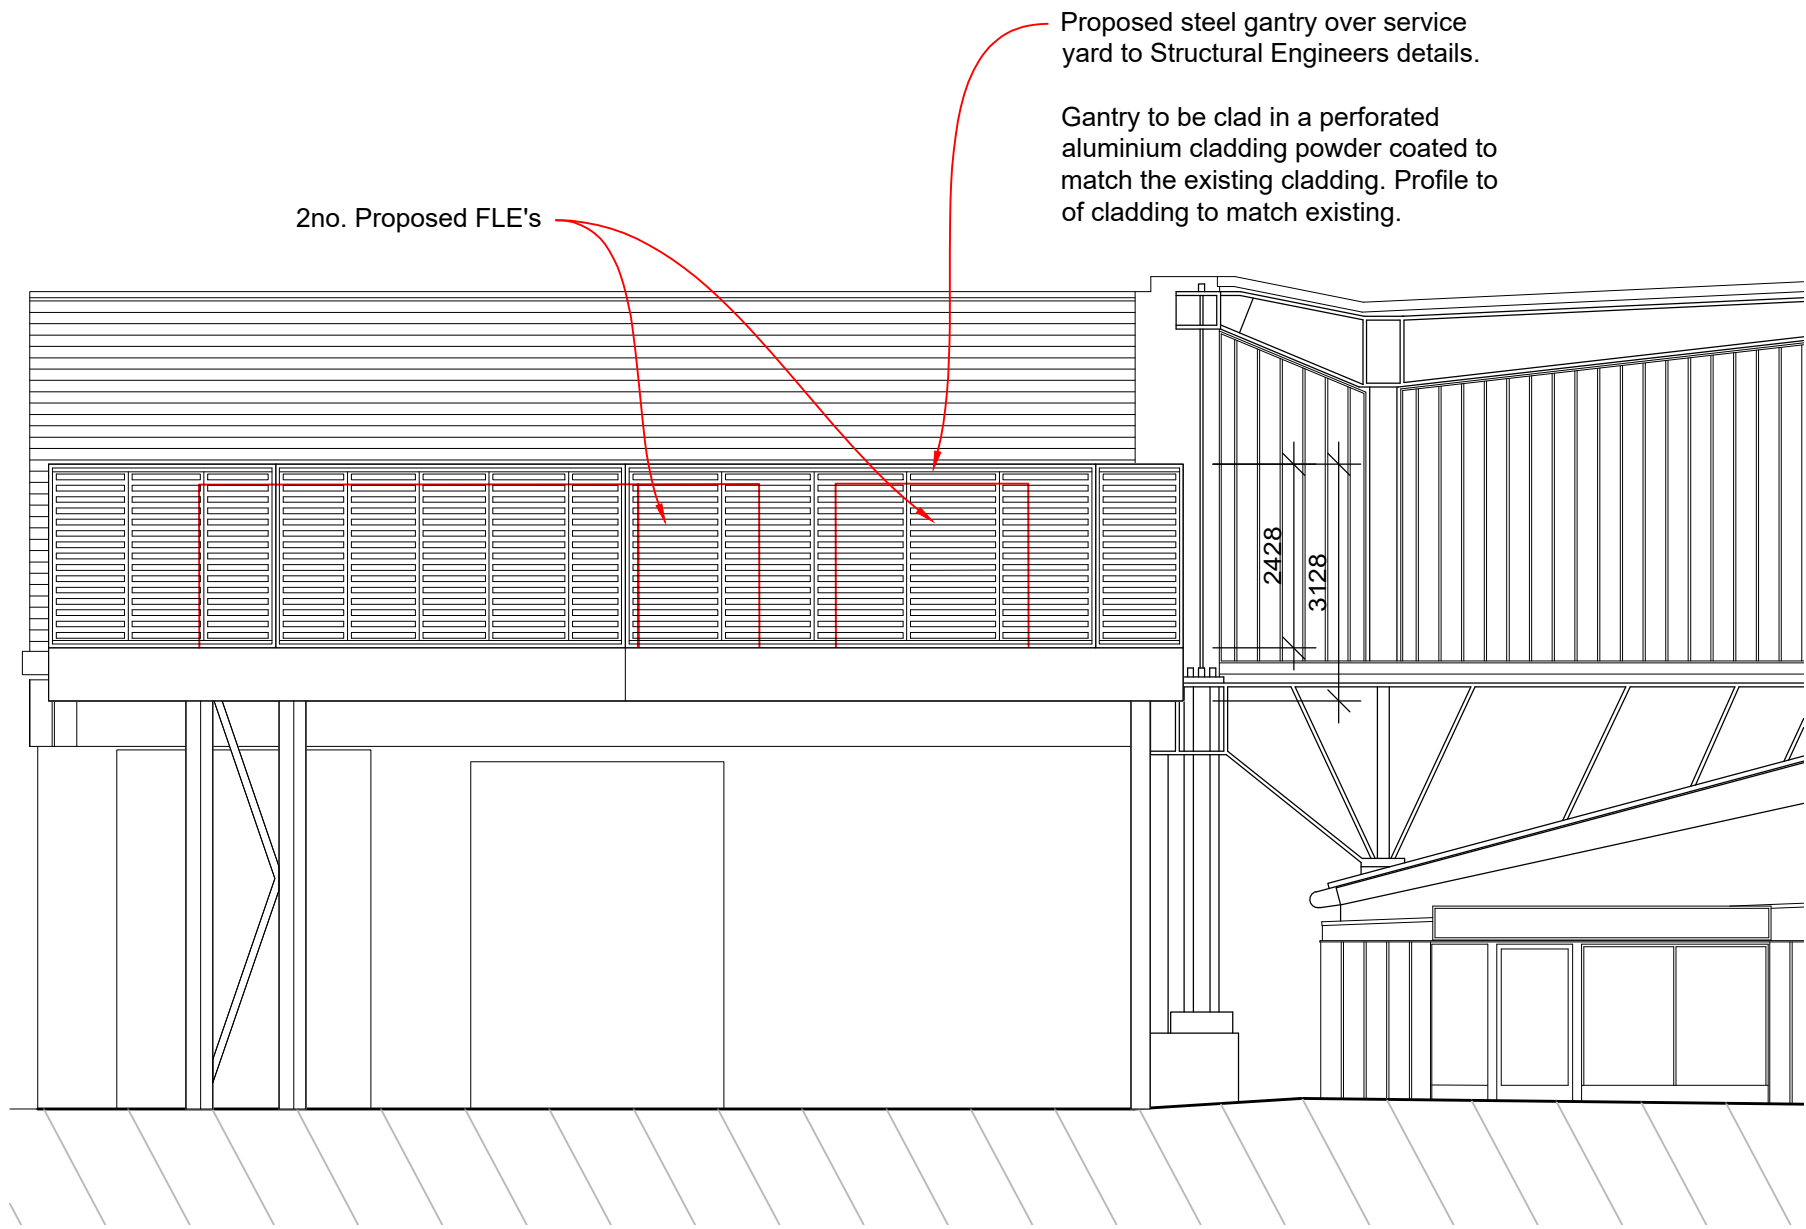 Proposed steel gantry over service
yard to Structural Engineers details.
Gantry to be clad in a perforated
aluminium cladding powder coated to
match the existing cladding. Profile to
of cladding to match existing.
2no. Proposed FLE's
2428
3128